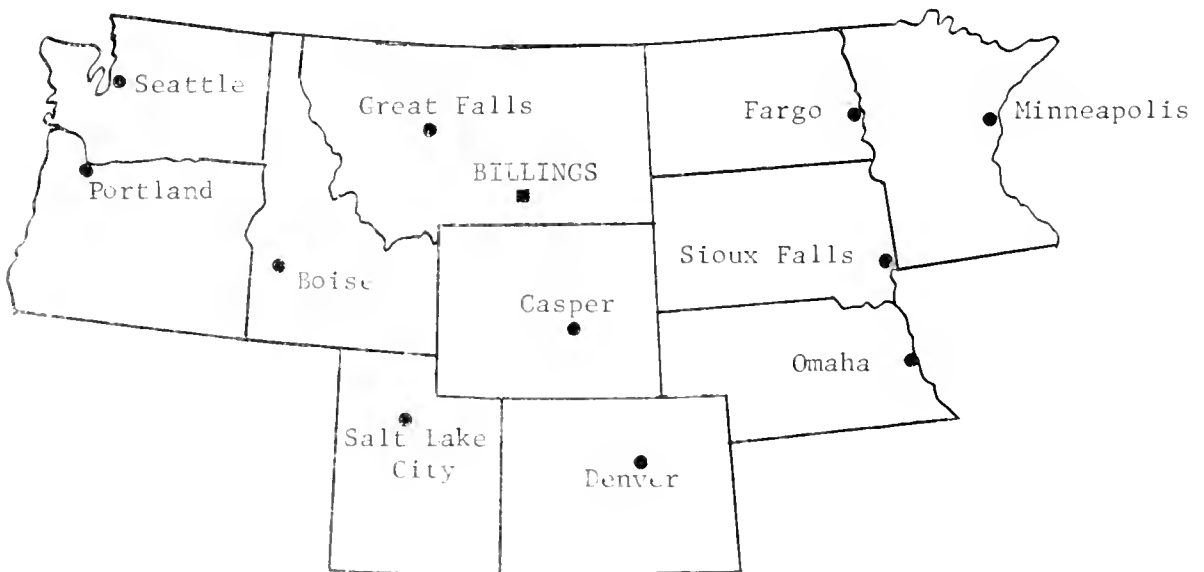 Seattle
Great Falls
Fargo
Minneapolis
BILLINGS
Portland
Sioux Falls
Boise
Casper
Omaha
Salt Lake
City
Denver